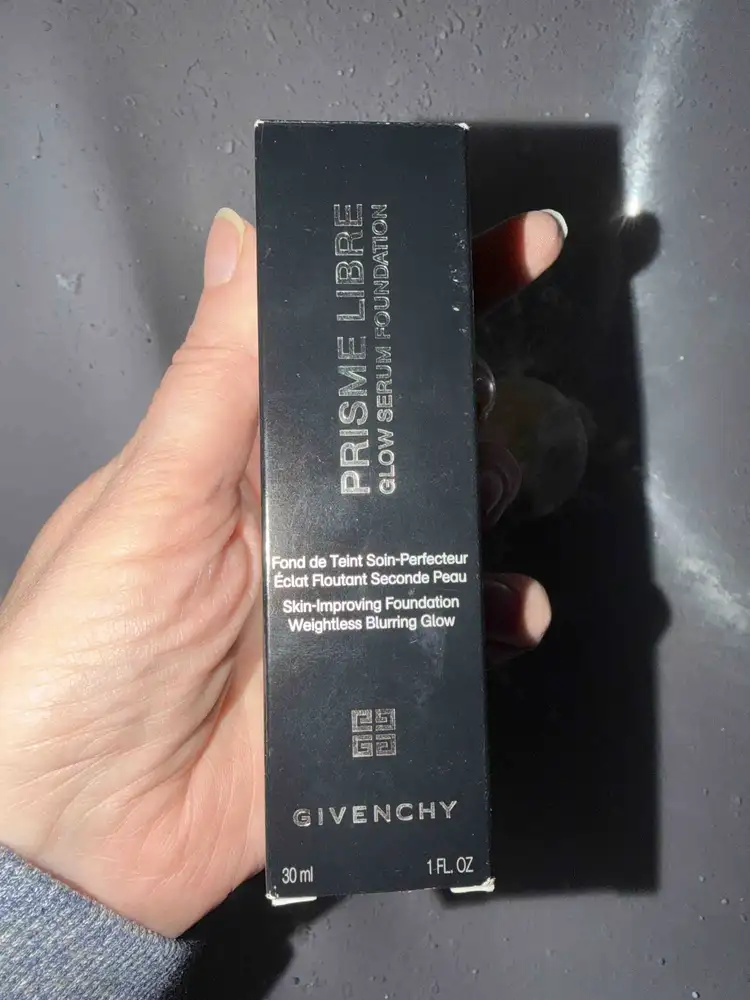 PRISME LIBRE
GLOW SERUM FOUNDATION
Fond de Teint Soin-Perfecteur
Éclat Floutant Seconde Peau
Skin-Improving Foundation
Weightless Blurring Glow
GIVENCHY
30 ml 1 FL. OZ